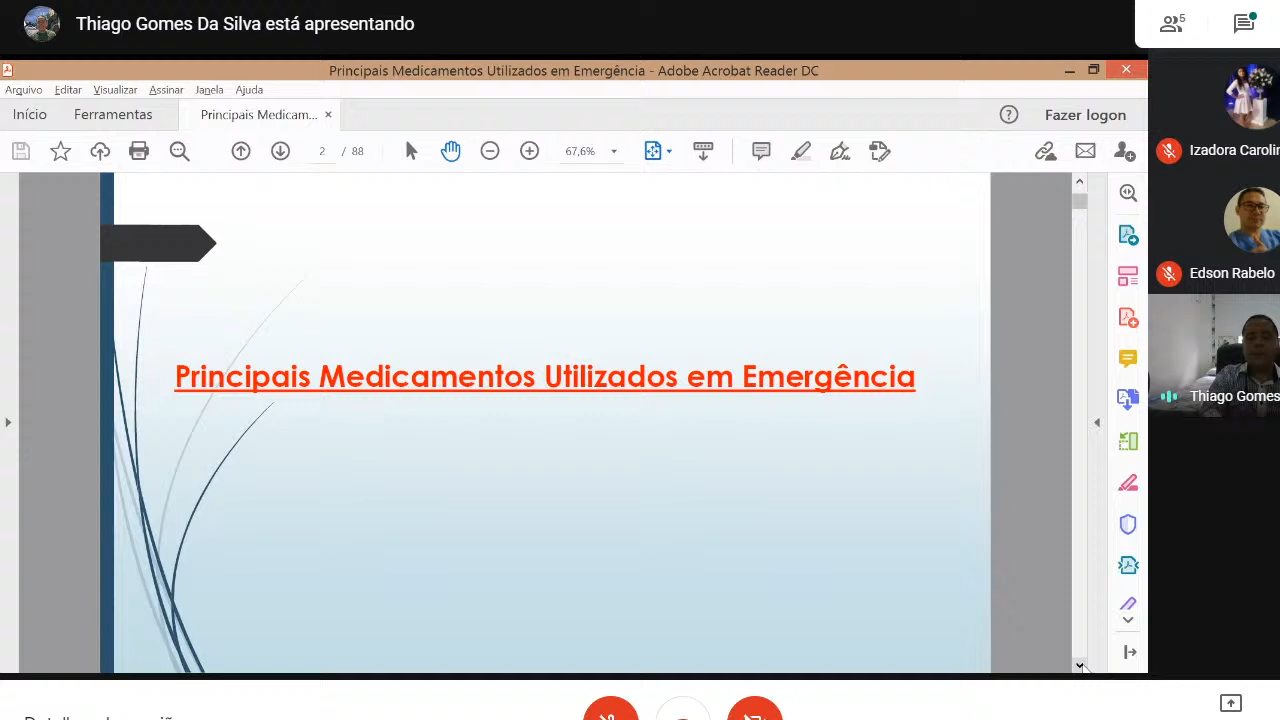 Thiago Gomes Da Silva está apresentando
5
Principais Medicamentos Utilizados em Emergência - Adobe Acrobat Reader DC
Arquivo Editar Visualizar Assinar Janela Ajuda
Início Ferramentas Principais Medicam... × Fazer logon
2 / 88 67,6%
Izadora Carolin
Edson Rabelo
Thiago Gomes
Principais Medicamentos Utilizados em Emergência